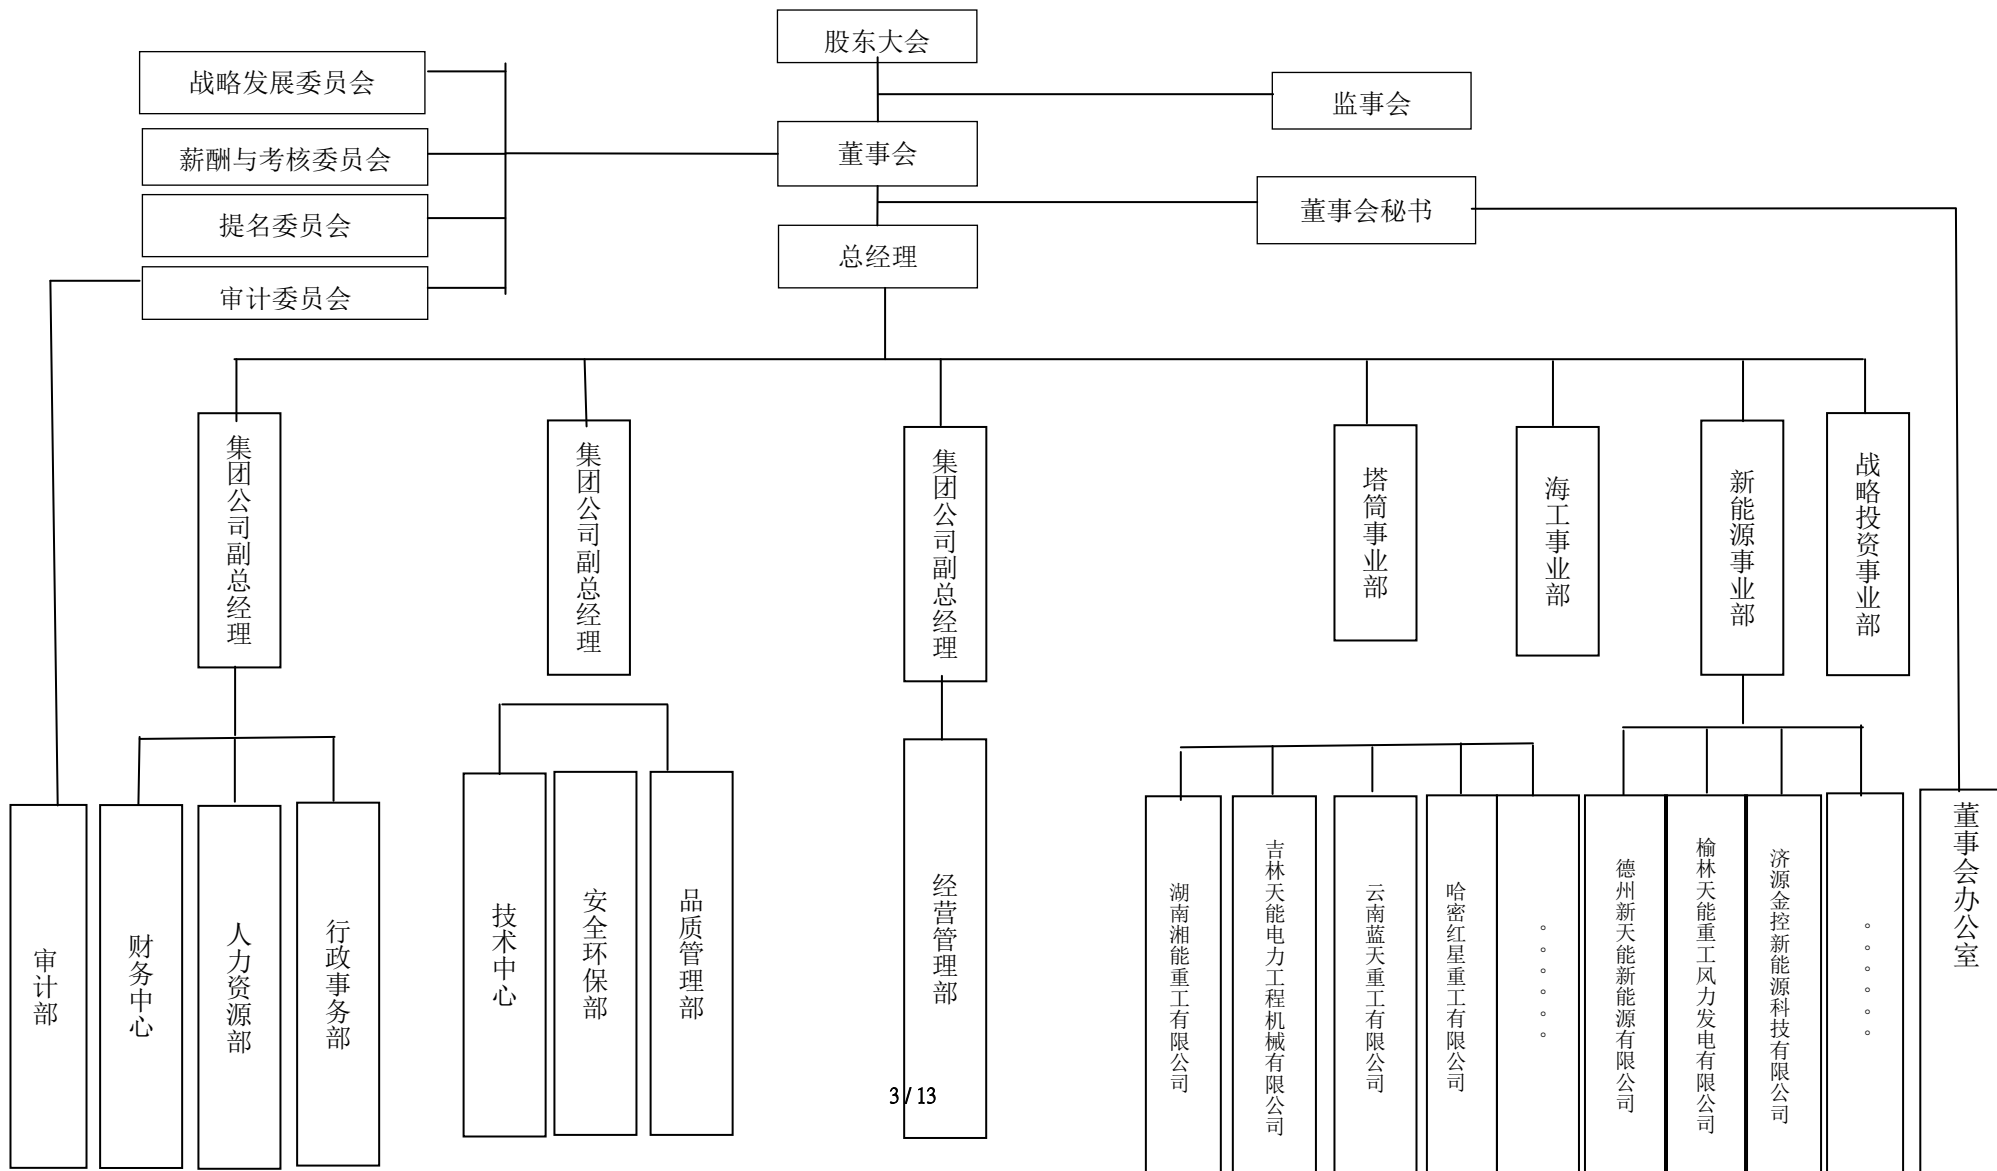 股东大会
战略发展委员会
监事会
薪酬与考核委员会
董事会
提名委员会
董事会秘书
总经理
审计委员会
集团公司副总经理
集团公司副总经理
集团公司副总经理
塔筒事业部
海工事业部
新能源事业部
战略投资事业部
审计部
财务中心
人力资源部
行政事务部
技术中心
安全环保部
品质管理部
经营管理部
湖南湘能重工有限公司
吉林天能电力工程机械有限公司
云南蓝天重工有限公司
哈密红星重工有限公司
。。。。。
德州新天能新能源有限公司
榆林天能重工风力发电有限公司
济源金控新能源科技有限公司
。。。。。
董事会办公室
3 / 13